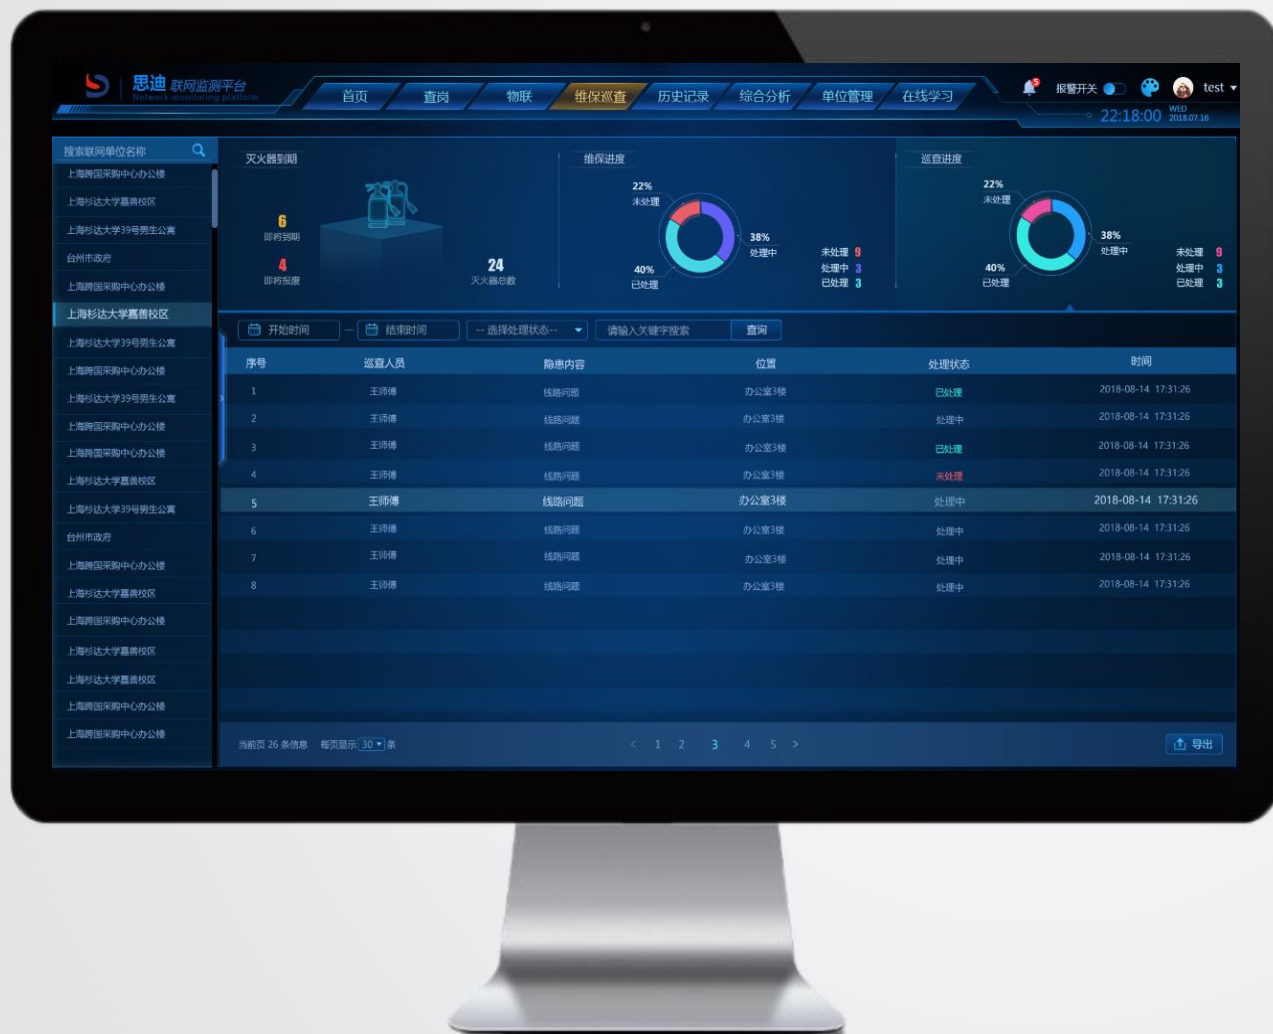 思迪 联网监测平台
Network monitoring platform
首页 查岗 物联 维保巡查 历史记录 综合分析 单位管理 在线学习
5 报警开关 test
22:18:00 WED 2018.07.16
搜索联网单位名称
上海跨国采购中心办公楼
上海杉达大学嘉善校区
上海杉达大学39号男生公寓
台州市政府
上海跨国采购中心办公楼
上海杉达大学嘉善校区
上海杉达大学39号男生公寓
上海跨国采购中心办公楼
上海杉达大学39号男生公寓
上海跨国采购中心办公楼
上海跨国采购中心办公楼
上海杉达大学嘉善校区
上海杉达大学39号男生公寓
台州市政府
上海跨国采购中心办公楼
上海杉达大学嘉善校区
上海跨国采购中心办公楼
上海杉达大学嘉善校区
上海杉达大学嘉善校区
上海跨国采购中心办公楼
上海跨国采购中心办公楼
灭火器到期
6
即将到期
4
即将报废
24
灭火器总数
维保进度
22%
未处理
38%
处理中
40%
已处理
未处理 9
处理中 3
已处理 3
巡查进度
22%
未处理
38%
处理中
40%
已处理
未处理 9
处理中 3
已处理 3
开始时间 — 结束时间 -- 选择处理状态-- 请输入关键字搜索 查询
序号 巡查人员 隐患内容 位置 处理状态 时间
1 王师傅 线路问题 办公室3楼 已处理 2018-08-14 17:31:26
2 王师傅 线路问题 办公室3楼 处理中 2018-08-14 17:31:26
3 王师傅 线路问题 办公室3楼 已处理 2018-08-14 17:31:26
4 王师傅 线路问题 办公室3楼 未处理 2018-08-14 17:31:26
5 王师傅 线路问题 办公室3楼 处理中 2018-08-14 17:31:26
6 王师傅 线路问题 办公室3楼 处理中 2018-08-14 17:31:26
7 王师傅 线路问题 办公室3楼 处理中 2018-08-14 17:31:26
8 王师傅 线路问题 办公室3楼 处理中 2018-08-14 17:31:26
当前页 26 条信息 每页显示 30 条 < 1 2 3 4 5 > 导出